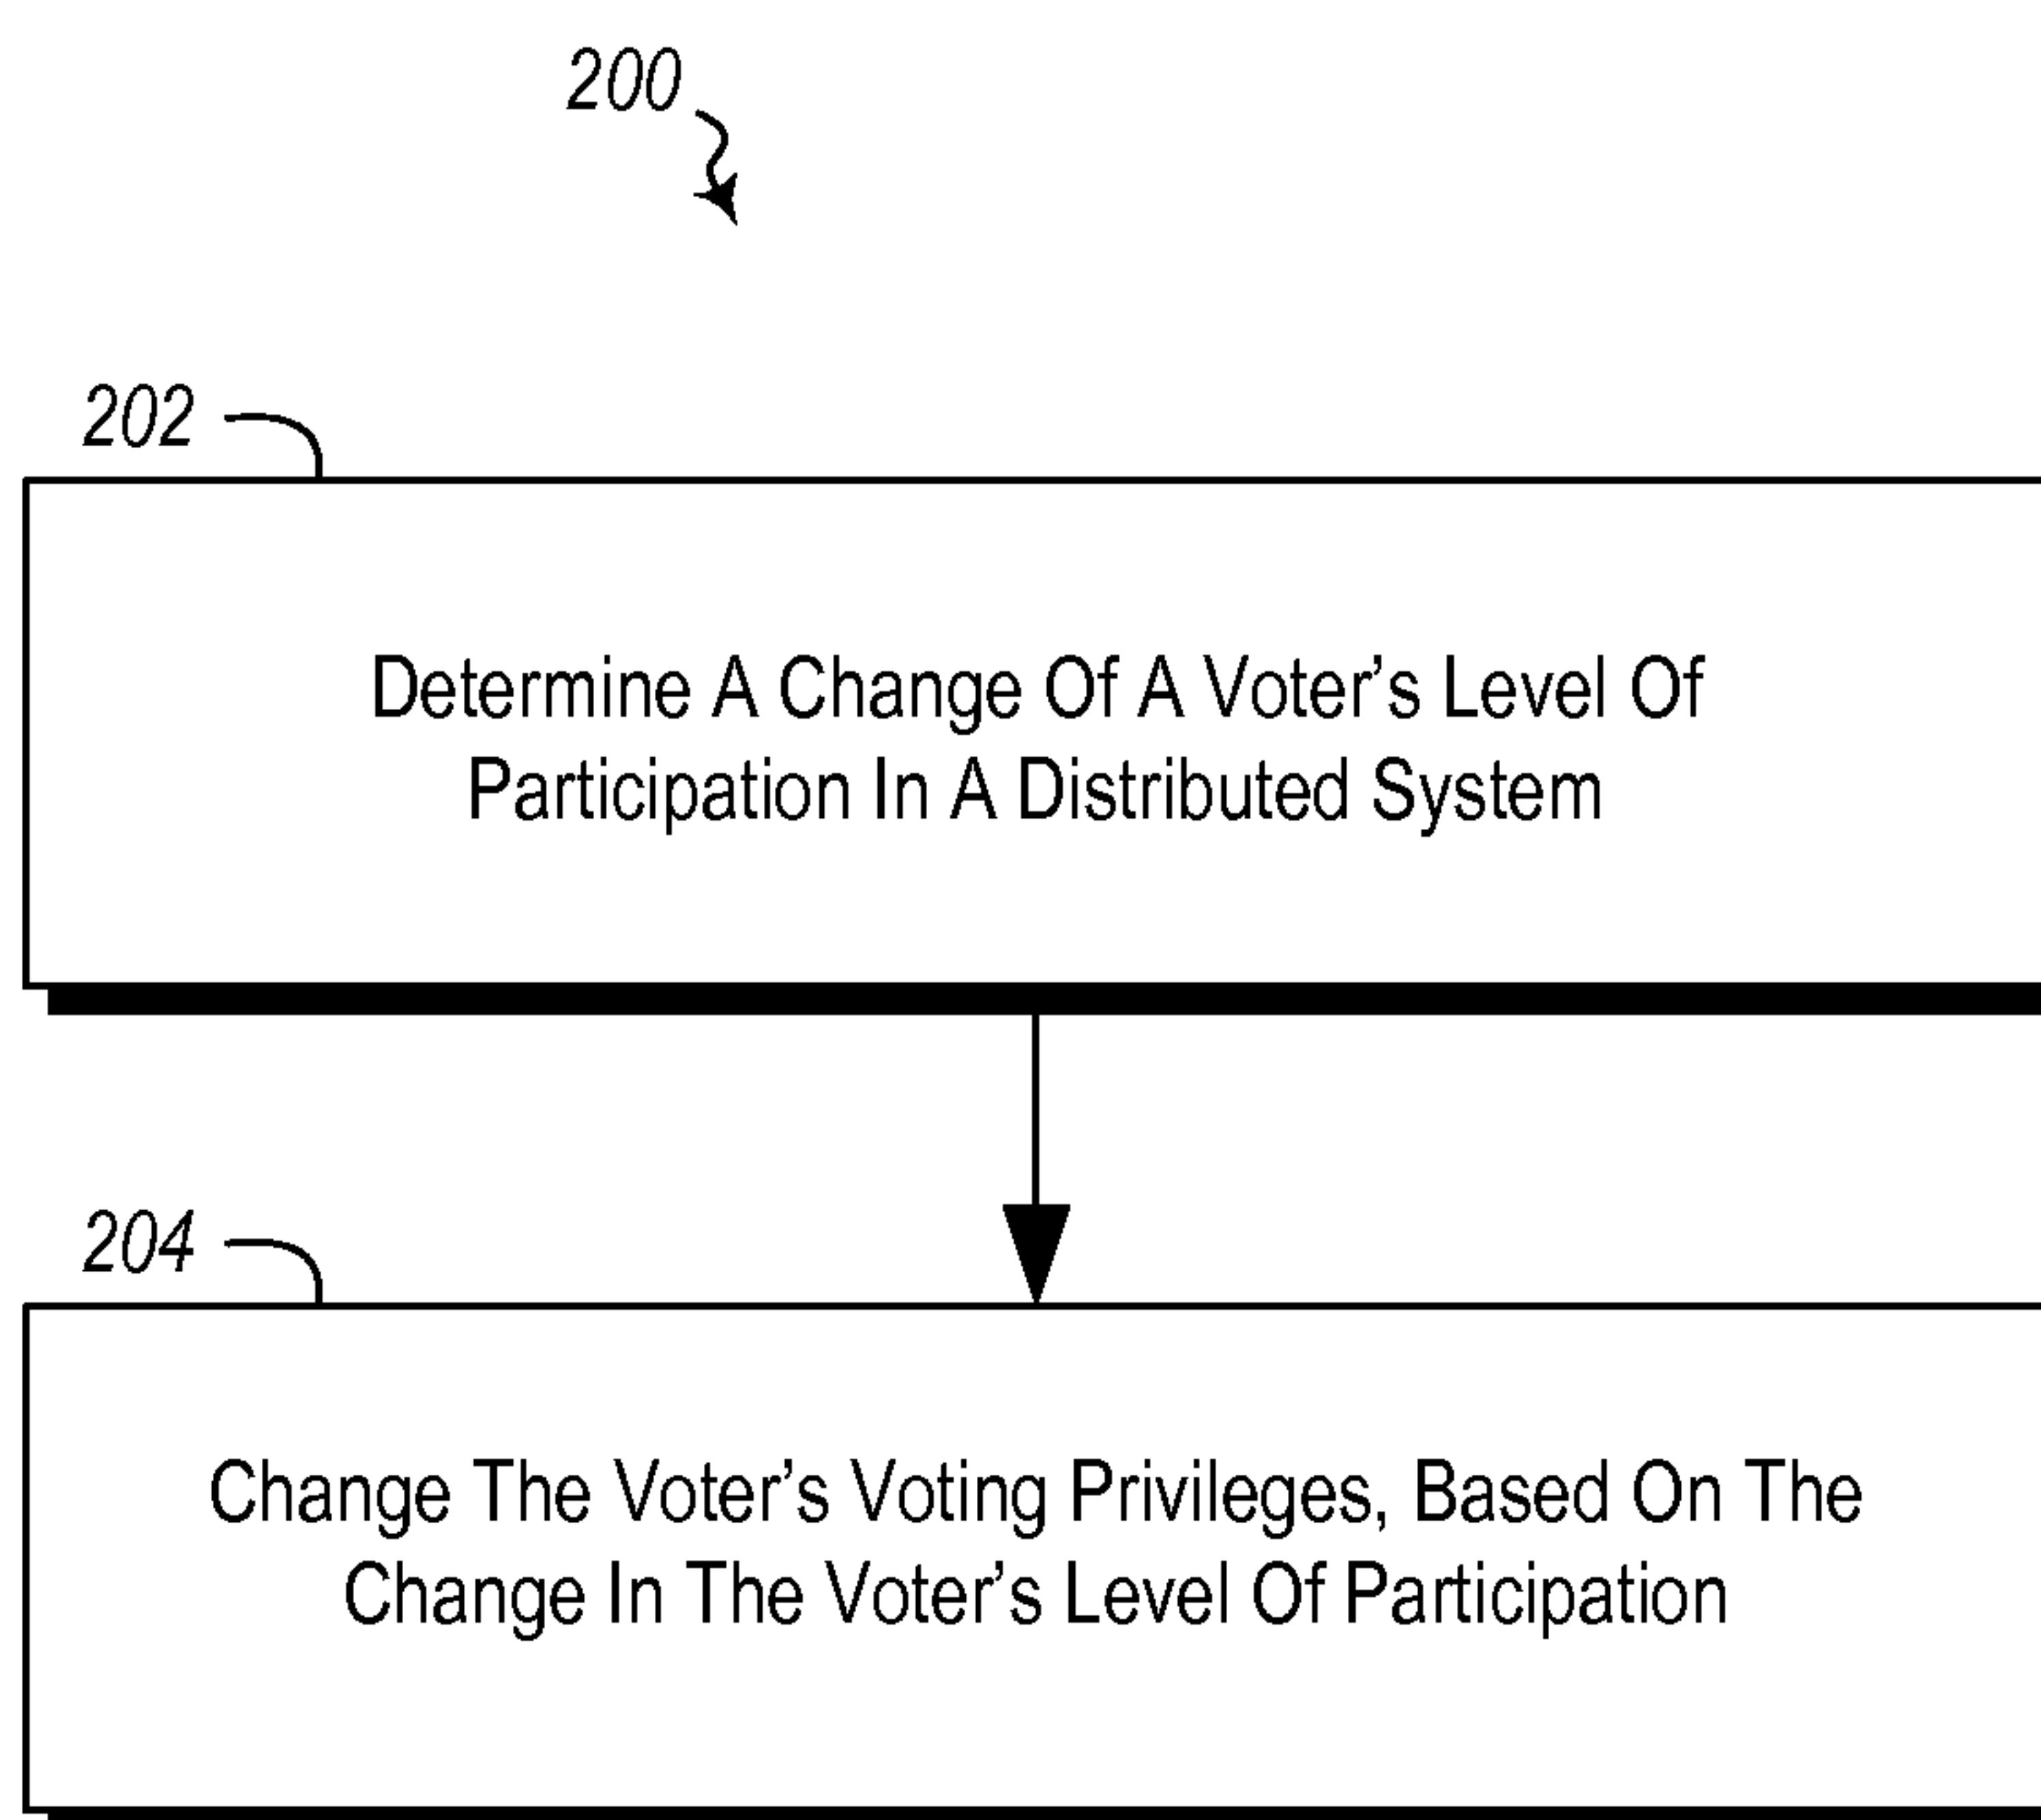 200
202
Determine A Change Of A Voter's Level Of
Participation In A Distributed System
204
Change The Voter's Voting Privileges, Based On The
Change In The Voter's Level Of Participation